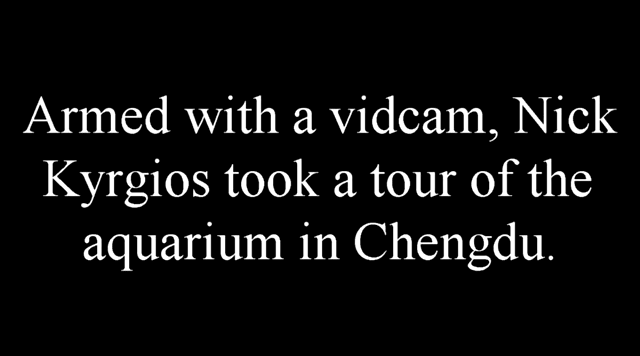 Armed with a vidcam, Nick
Kyrgios took a tour of the
aquarium in Chengdu.